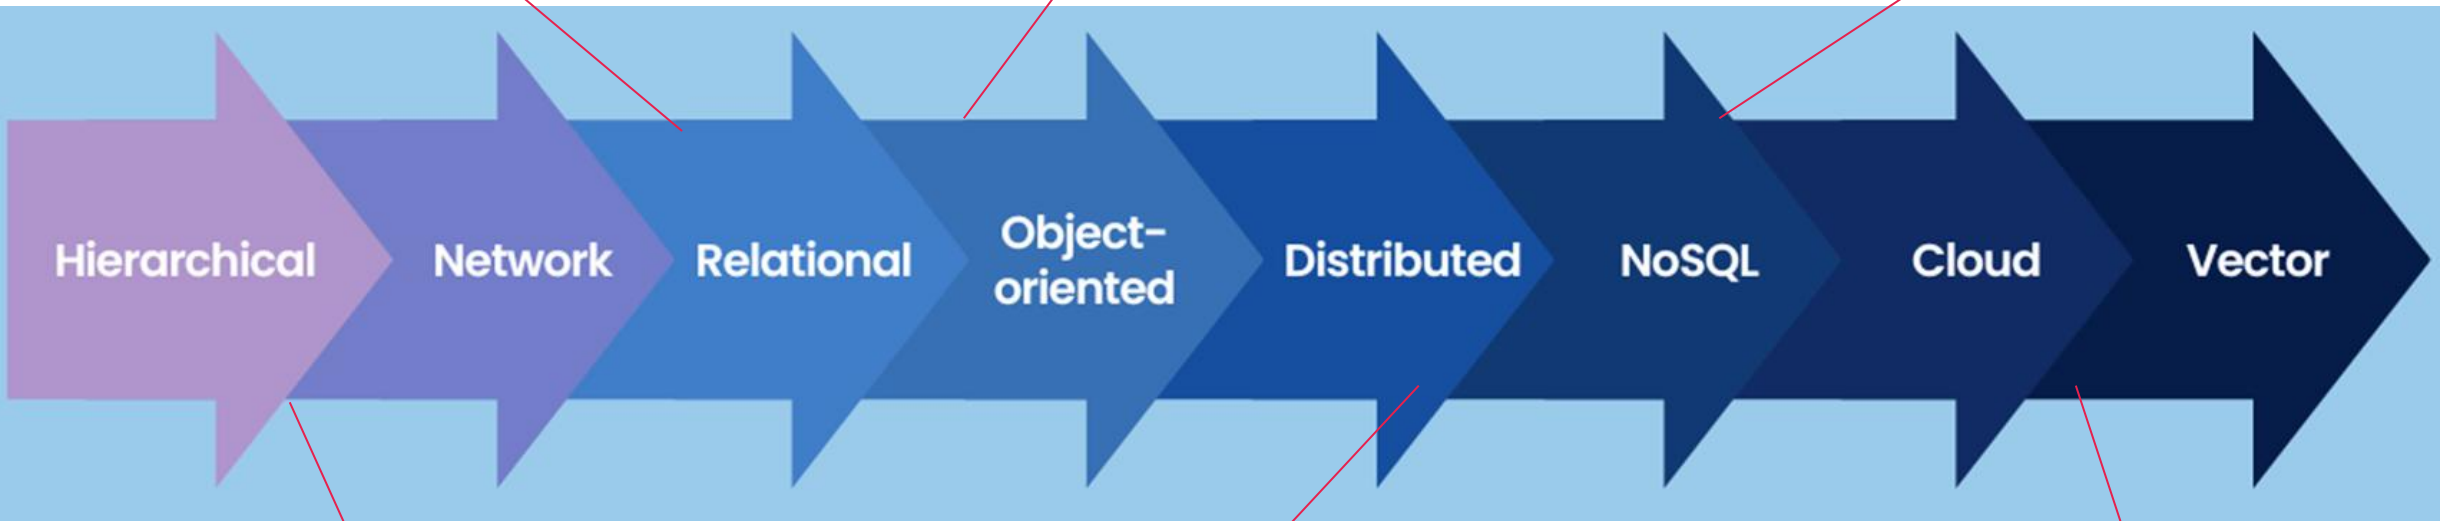 Hierarchical
Network
Relational
Object-
oriented
Distributed
NoSQL
Cloud
Vector